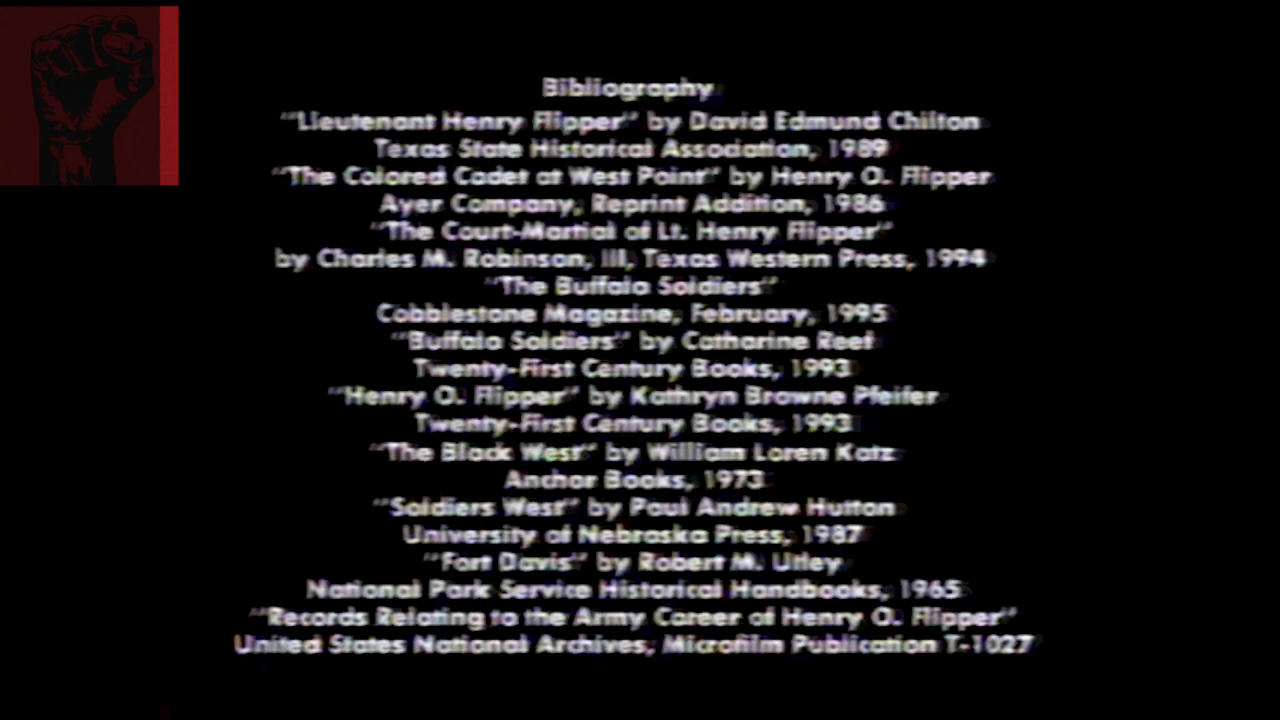 Bibliography
"Lieutenant Henry Flipper" by David Edmund Chilton
Texas State Historical Association, 1989
"The Colored Cadet at West Point" by Henry O. Flipper
Ayer Company, Reprint Addition, 1986
"The Court-Martial of Lt. Henry Flipper"
by Charles M. Robinson, III, Texas Western Press, 1994
"The Buffalo Soldiers"
Cobblestone Magazine, February, 1995
"Buffalo Soldiers" by Catharine Reef
Twenty-First Century Books, 1993
"Henry O. Flipper" by Kathryn Browne Pfeifer
Twenty-First Century Books, 1993
"The Black West" by William Loren Katz
Anchor Books, 1973
"Soldiers West" by Paul Andrew Hutton
University of Nebraska Press, 1987
"Fort Davis" by Robert M. Utley
National Park Service Historical Handbooks, 1965
"Records Relating to the Army Career of Henry O. Flipper"
United States National Archives, Microfilm Publication T-1027